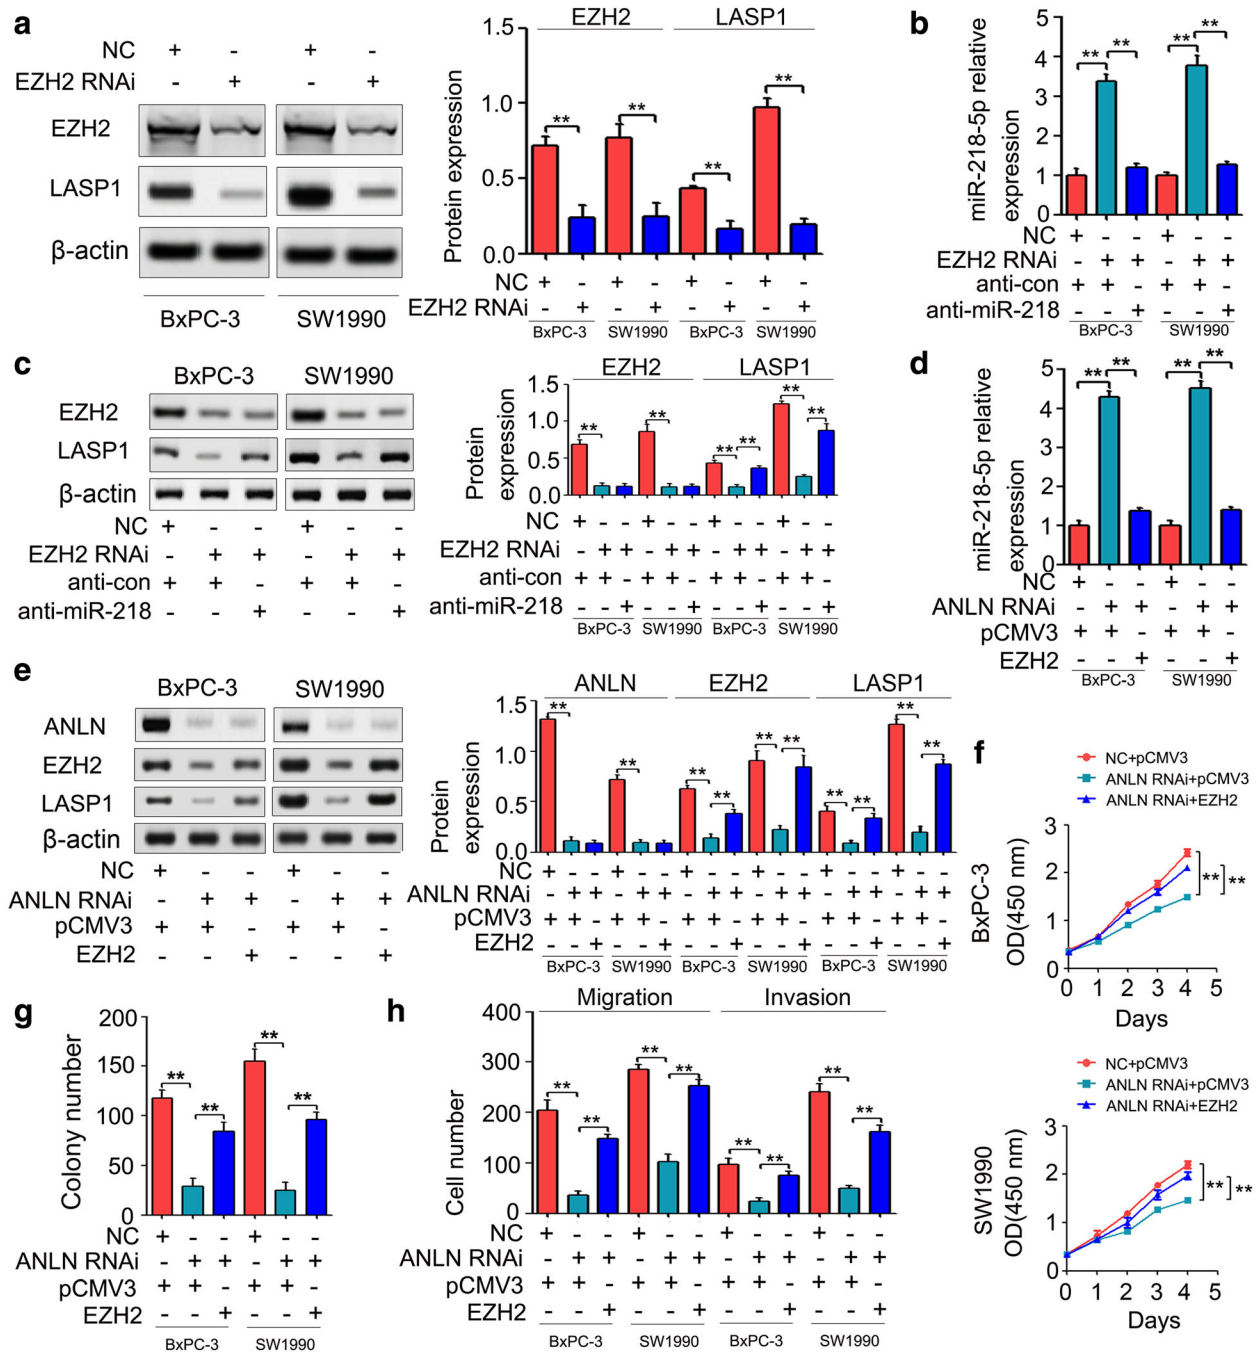 a
NC + - + -
EZH2 RNAi - + - +
EZH2
LASP1
β-actin
BxPC-3 SW1990
EZH2 LASP1
Protein expression
1.5
1.0
0.5
0.0
** ** ** **
NC + - + - + - + -
EZH2 RNAi - + - + - + - +
BxPC-3 SW1990 BxPC-3 SW1990
b
miR-218-5p relative
expression
5
4
3
2
1
0
** ** ** **
NC + - - + - -
EZH2 RNAi - + + - + +
anti-con + + - + + -
anti-miR-218 - - + - - +
BxPC-3 SW1990
c
BxPC-3 SW1990
EZH2
LASP1
β-actin
NC + - - + - -
EZH2 RNAi - + + - + +
anti-con + + - + + -
anti-miR-218 - - + - - +
EZH2 LASP1
Protein
expression
1.5
1.0
0.5
0.0
** ** ** ** ** **
NC + - - + - - + - - + - -
EZH2 RNAi - + + - + + - + + - + +
anti-con + + - + + - + + - + + -
anti-miR-218 - - + - - + - - + - - +
BxPC-3 SW1990 BxPC-3 SW1990
d
miR-218-5p relative
expression
5
4
3
2
1
0
** ** ** **
NC + - - + - -
ANLN RNAi - + + - + +
pCMV3 + + - + + -
EZH2 - - + - - +
BxPC-3 SW1990
e
BxPC-3 SW1990
ANLN
EZH2
LASP1
β-actin
NC + - - + - -
ANLN RNAi - + + - + +
pCMV3 + + - + + -
EZH2 - - + - - +
ANLN EZH2 LASP1
Protein
expression
1.5
1.0
0.5
0.0
** ** ** ** ** ** ** ** ** **
NC + - - + - - + - - + - - + - - + - -
ANLN RNAi - + + - + + - + + - + + - + + - + +
pCMV3 + + - + + - + + - + + - + + - + + -
EZH2 - - + - - + - - + - - + - - + - - +
BxPC-3 SW1990 BxPC-3 SW1990 BxPC-3 SW1990
f
NC+pCMV3
ANLN RNAi+pCMV3
ANLN RNAi+EZH2
BxPC-3
OD(450 nm)
3
2
1
0
** **
0 1 2 3 4 5
Days
NC+pCMV3
ANLN RNAi+pCMV3
ANLN RNAi+EZH2
SW1990
OD(450 nm)
3
2
1
0
** **
0 1 2 3 4 5
Days
g
Colony number
200
150
100
50
0
** ** ** **
NC + - - + - -
ANLN RNAi - + + - + +
pCMV3 + + - + + -
EZH2 - - + - - +
BxPC-3 SW1990
h
Migration Invasion
Cell number
400
300
200
100
0
** ** ** ** ** ** ** **
NC + - - + - - + - - + - -
ANLN RNAi - + + - + + - + + - + +
pCMV3 + + - + + - + + - + + -
EZH2 - - + - - + - - + - - +
BxPC-3 SW1990 BxPC-3 SW1990